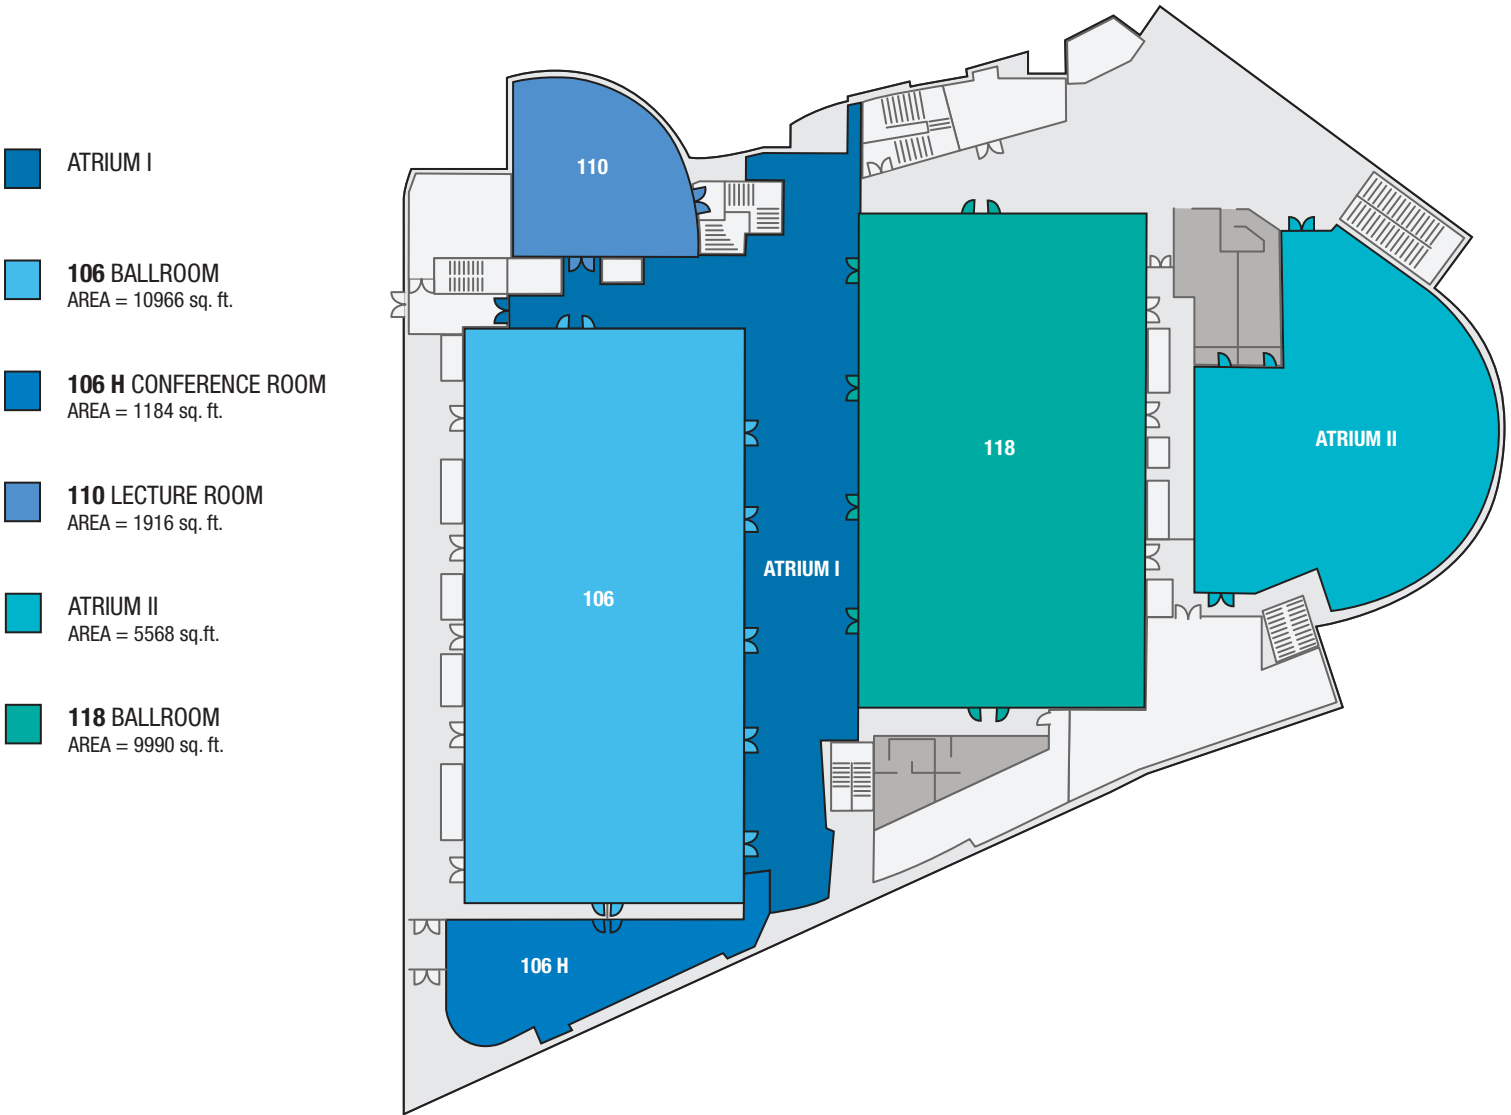 ATRIUM I
106 BALLROOM
AREA = 10966 sq. ft.
106 H CONFERENCE ROOM
AREA = 1184 sq. ft.
110 LECTURE ROOM
AREA = 1916 sq. ft.
ATRIUM II
AREA = 5568 sq.ft.
118 BALLROOM
AREA = 9990 sq. ft.
110
118
ATRIUM II
ATRIUM I
106
106 H